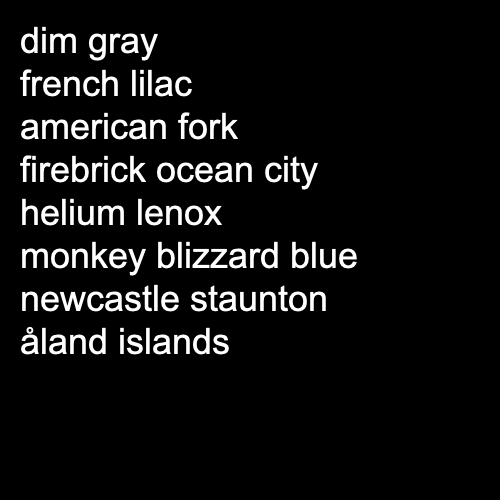 dim gray
french lilac
american fork
firebrick ocean city
helium lenox
monkey blizzard blue
newcastle staunton
åland islands